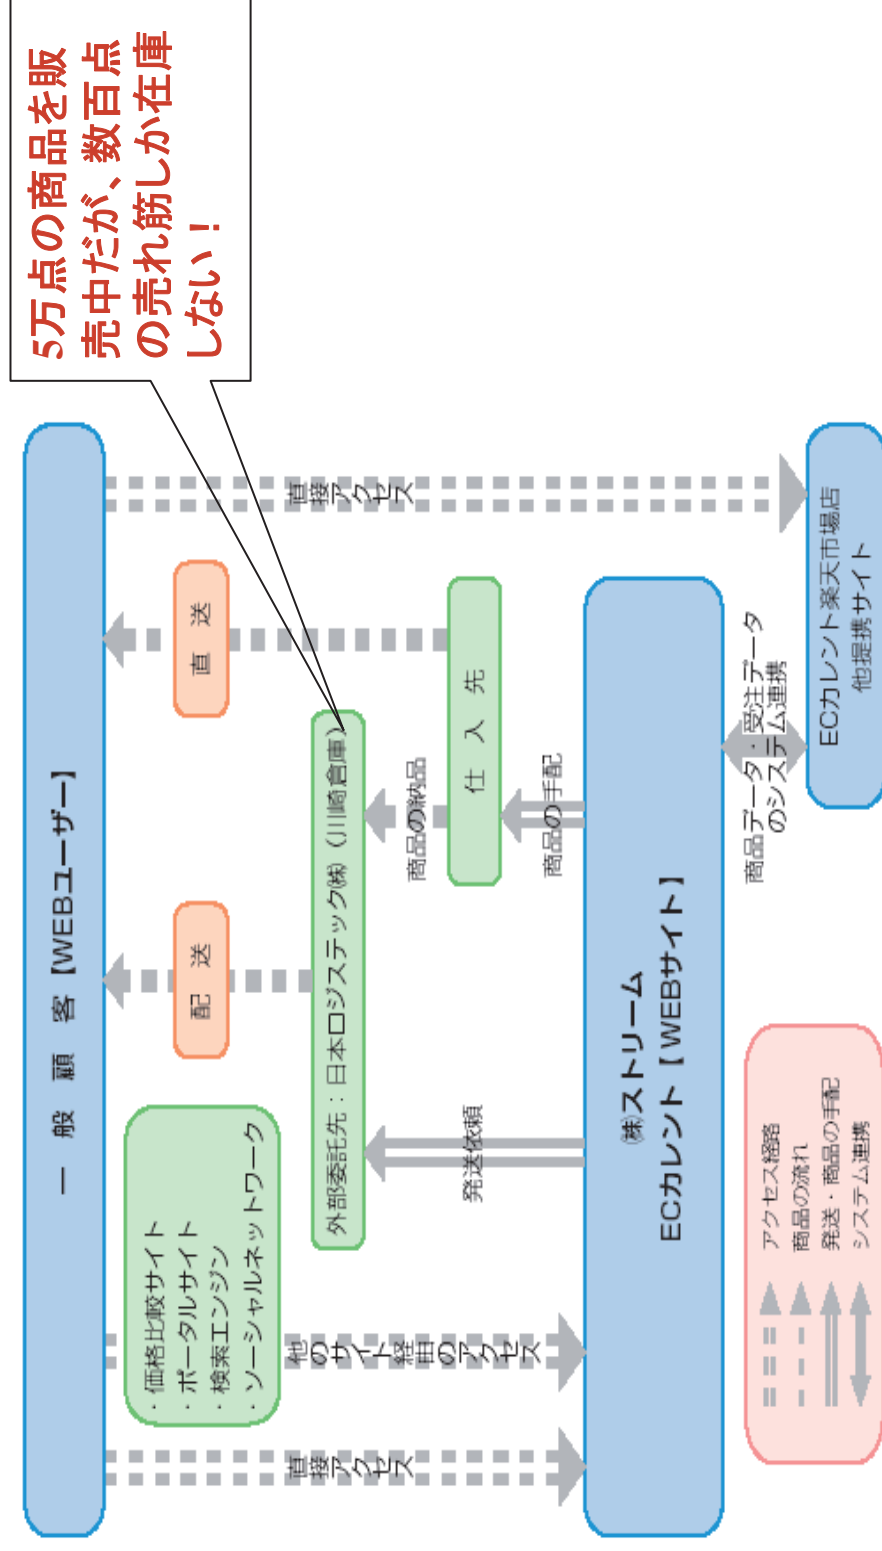 5万点の商品を販
売中だが、数百点
の売れ筋しか在庫
しない！
一 般 顧 客【WEBユーザー】
・価格比較サイト
・ポータルサイト
・検索エンジン
・ソーシャルネットワーク
配 送
直 送
外部委託先：日本ロジステック㈱（川崎倉庫）
直接アクセス
他のサイト経由のアクセス
発送依頼
商品の納品
仕 入 先
商品の手配
直接アクセス
㈱ストリーム
ECカレント【WEBサイト】
商品データ・受注データ
のシステム連携
ECカレント楽天市場店
他提携サイト
アクセス経路
商品の流れ
発送・商品の手配
システム連携